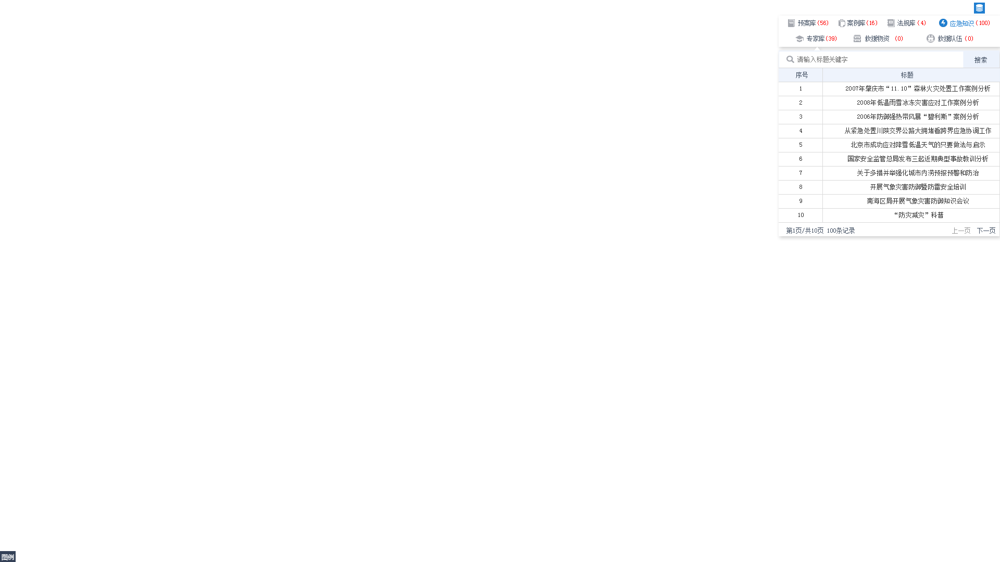 预案库(56) 案例库(16) 法规库(4) 应急知识(100)
专家库(39) 救援物资 (0) 救援队伍(0)
请输入标题关键字 搜索
序号 标题
1 2007年肇庆市“11.10”森林火灾处置工作案例分析
2 2008年低温雨雪冰冻灾害应对工作案例分析
3 2006年防御强热带风暴“碧利斯”案例分析
4 从紧急处置川陕交界公路大拥堵看跨界应急协调工作
5 北京市成功应对降雪低温天气的只要做法与启示
6 国家安全监管总局发布三起近期典型事故教训分析
7 关于多措并举强化城市内涝预报预警和防治
8 开展气象灾害防御暨防雷安全培训
9 南海区局开展气象灾害防御知识会议
10 “防灾减灾”科普
第1页/共10页 100条记录 上一页 下一页
图例